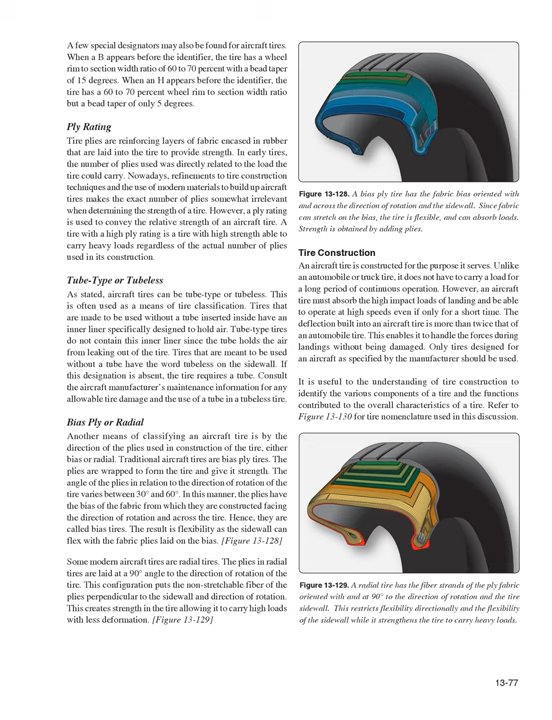 A few special designators may also be found for aircraft tires.
When a B appears before the identifier, the tire has a wheel
rim to section width ratio of 60 to 70 percent with a bead taper
of 15 degrees. When an H appears before the identifier, the
tire has a 60 to 70 percent wheel rim to section width ratio
but a bead taper of only 5 degrees.
Ply Rating
Tire plies are reinforcing layers of fabric encased in rubber
that are laid into the tire to provide strength. In early tires,
the number of plies used was directly related to the load the
tire could carry. Nowadays, refinements to tire construction
techniques and the use of modern materials to build up aircraft
tires makes the exact number of plies somewhat irrelevant
when determining the strength of a tire. However, a ply rating
is used to convey the relative strength of an aircraft tire. A
tire with a high ply rating is a tire with high strength able to
carry heavy loads regardless of the actual number of plies
used in its construction.
Tube-Type or Tubeless
As stated, aircraft tires can be tube-type or tubeless. This
is often used as a means of tire classification. Tires that
are made to be used without a tube inserted inside have an
inner liner specifically designed to hold air. Tube-type tires
do not contain this inner liner since the tube holds the air
from leaking out of the tire. Tires that are meant to be used
without a tube have the word tubeless on the sidewall. If
this designation is absent, the tire requires a tube. Consult
the aircraft manufacturer's maintenance information for any
allowable tire damage and the use of a tube in a tubeless tire.
Bias Ply or Radial
Another means of classifying an aircraft tire is by the
direction of the plies used in construction of the tire, either
bias or radial. Traditional aircraft tires are bias ply tires. The
plies are wrapped to form the tire and give it strength. The
angle of the plies in relation to the direction of rotation of the
tire varies between 30° and 60°. In this manner, the plies have
the bias of the fabric from which they are constructed facing
the direction of rotation and across the tire. Hence, they are
called bias tires. The result is flexibility as the sidewall can
flex with the fabric plies laid on the bias. [Figure 13-128]
Some modern aircraft tires are radial tires. The plies in radial
tires are laid at a 90° angle to the direction of rotation of the
tire. This configuration puts the non-stretchable fiber of the
plies perpendicular to the sidewall and direction of rotation.
This creates strength in the tire allowing it to carry high loads
with less deformation. [Figure 13-129]
Figure 13-128. A bias ply tire has the fabric bias oriented with
and across the direction of rotation and the sidewall. Since fabric
can stretch on the bias, the tire is flexible, and can absorb loads.
Strength is obtained by adding plies.
Tire Construction
An aircraft tire is constructed for the purpose it serves. Unlike
an automobile or truck tire, it does not have to carry a load for
a long period of continuous operation. However, an aircraft
tire must absorb the high impact loads of landing and be able
to operate at high speeds even if only for a short time. The
deflection built into an aircraft tire is more than twice that of
an automobile tire. This enables it to handle the forces during
landings without being damaged. Only tires designed for
an aircraft as specified by the manufacturer should be used.
It is useful to the understanding of tire construction to
identify the various components of a tire and the functions
contributed to the overall characteristics of a tire. Refer to
Figure 13-130 for tire nomenclature used in this discussion.
Figure 13-129. A radial tire has the fiber strands of the ply fabric
oriented with and at 90° to the direction of rotation and the tire
sidewall. This restricts flexibility directionally and the flexibility
of the sidewall while it strengthens the tire to carry heavy loads.
13-77